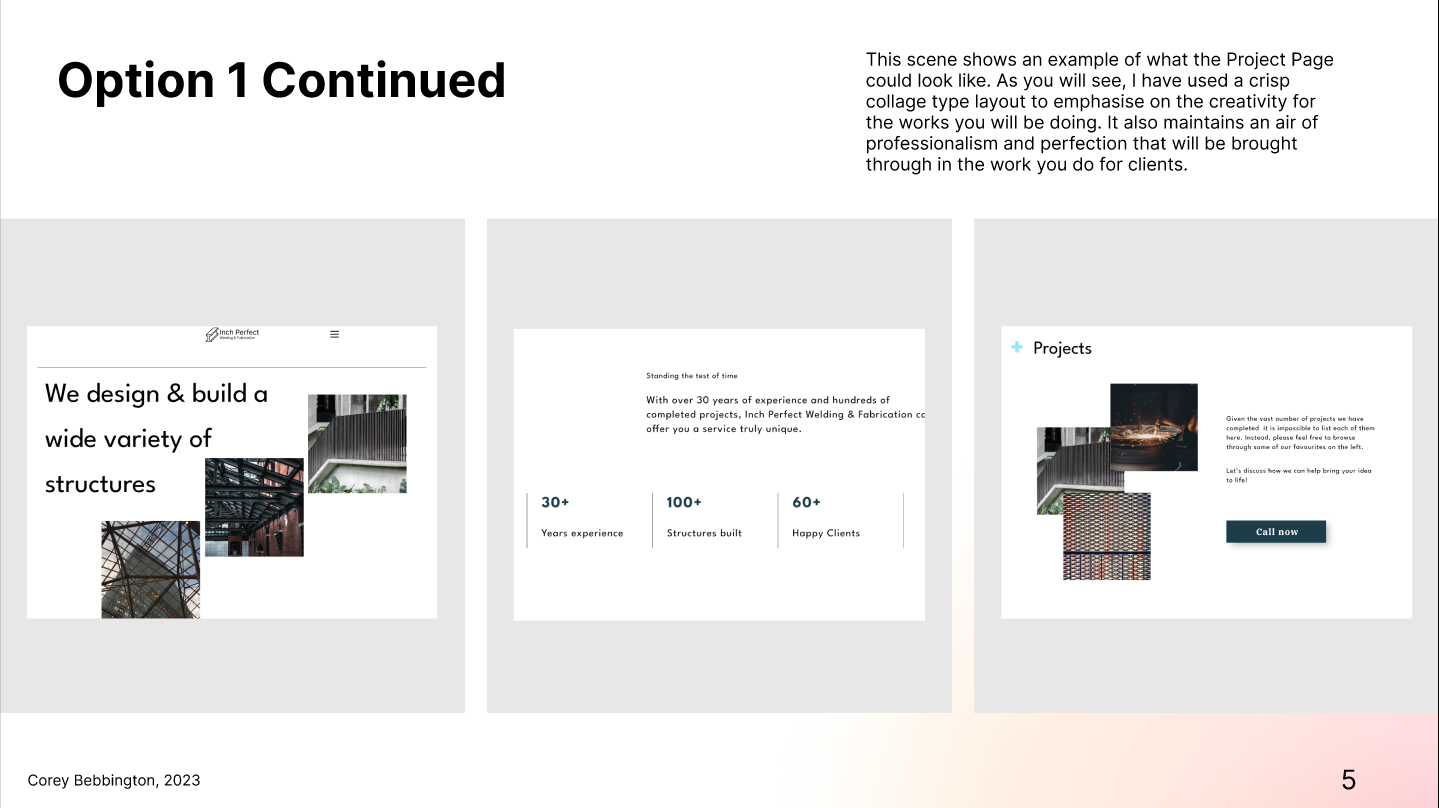 Option 1 Continued
This scene shows an example of what the Project Page
could look like. As you will see, I have used a crisp
collage type layout to emphasise on the creativity for
the works you will be doing. It also maintains an air of
professionalism and perfection that will be brought
through in the work you do for clients.
Inch Perfect
Welding & Fabrication
We design & build a
wide variety of
structures
Standing the test of time
With over 30 years of experience and hundreds of
completed projects, Inch Perfect Welding & Fabrication
offer you a service truly unique.
30+
Years experience
100+
Structures built
60+
Happy Clients
Projects
Given the vast number of projects we have
completed it is impossible to list each of them
here. Instead, please feel free to browse
through some of our favourites on the left.
Let's discuss how we can help bring your idea
to life!
Call now
Corey Bebbington, 2023
5